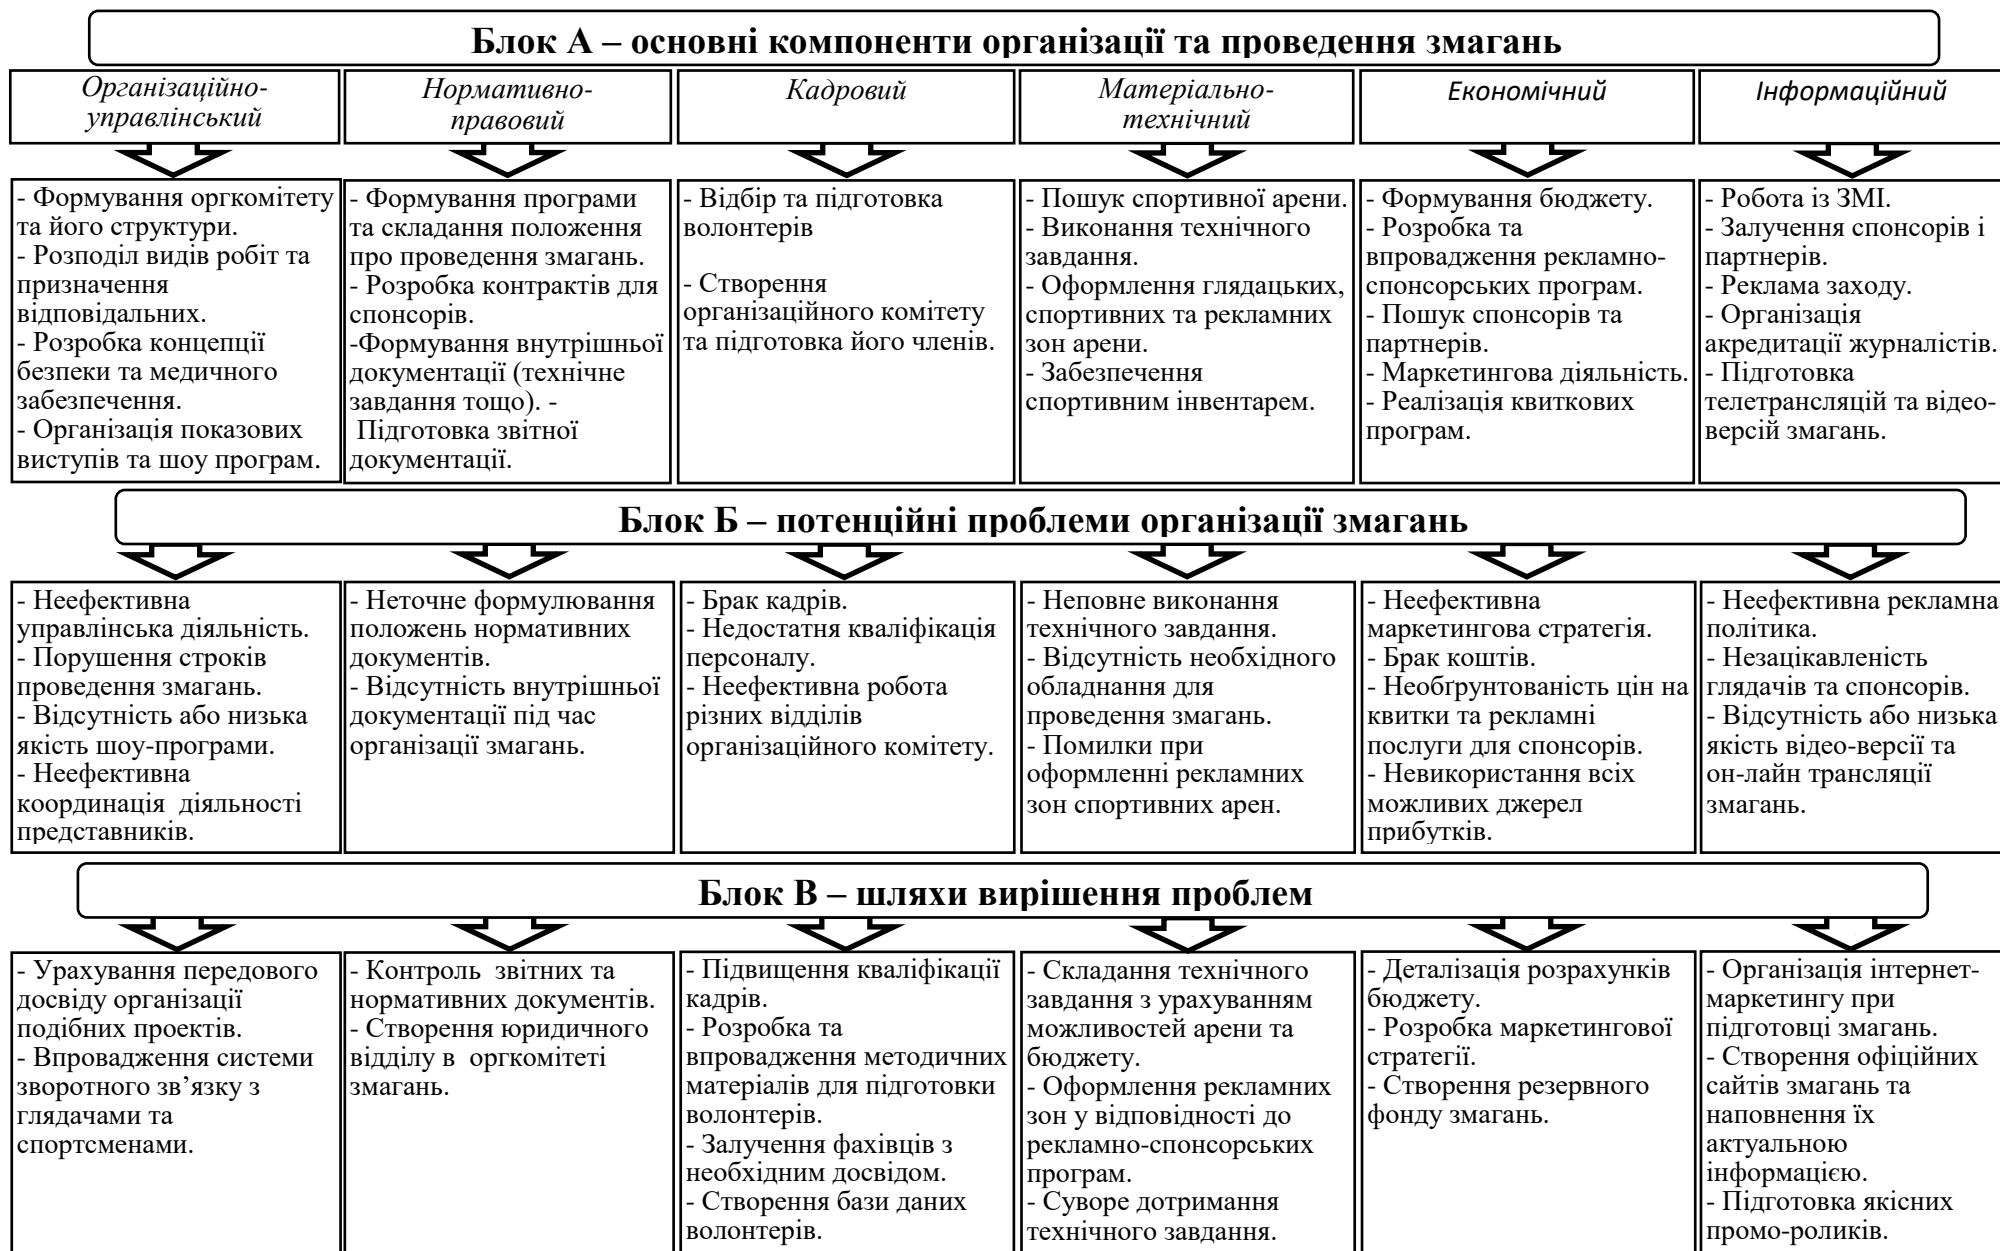 Блок А – основні компоненти організації та проведення змагань
Організаційно-
управлінський
Нормативно-
правовий
Кадровий
Матеріально-
технічний
Економічний
Інформаційний
- Формування оргкомітету
та його структури.
- Розподіл видів робіт та
призначення
відповідальних.
- Розробка концепції
безпеки та медичного
забезпечення.
- Організація показових
виступів та шоу програм.
- Формування програми
та складання положення
про проведення змагань.
- Розробка контрактів для
спонсорів.
-Формування внутрішньої
документації (технічне
завдання тощо). -
Підготовка звітної
документації.
- Відбір та підготовка
волонтерів
- Створення
організаційного комітету
та підготовка його членів.
- Пошук спортивної арени.
- Виконання технічного
завдання.
- Оформлення глядацьких,
спортивних та рекламних
зон арени.
- Забезпечення
спортивним інвентарем.
- Формування бюджету.
- Розробка та
впровадження рекламно-
спонсорських програм.
- Пошук спонсорів та
партнерів.
- Маркетингова діяльність.
- Реалізація квиткових
програм.
- Робота із ЗМІ.
- Залучення спонсорів і
партнерів.
- Реклама заходу.
- Організація
акредитації журналістів.
- Підготовка
телетрансляцій та відео-
версій змагань.
Блок Б – потенційні проблеми організації змагань
- Неефективна
управлінська діяльність.
- Порушення строків
проведення змагань.
- Відсутність або низька
якість шоу-програми.
- Неефективна
координація діяльності
представників.
- Неточне формулювання
положень нормативних
документів.
- Відсутність внутрішньої
документації під час
організації змагань.
- Брак кадрів.
- Недостатня кваліфікація
персоналу.
- Неефективна робота
різних відділів
організаційного комітету.
- Неповне виконання
технічного завдання.
- Відсутність необхідного
обладнання для
проведення змагань.
- Помилки при
оформленні рекламних
зон спортивних арен.
- Неефективна
маркетингова стратегія.
- Брак коштів.
- Необґрунтованість цін на
квитки та рекламні
послуги для спонсорів.
- Невикористання всіх
можливих джерел
прибутків.
- Неефективна рекламна
політика.
- Незацікавленість
глядачів та спонсорів.
- Відсутність або низька
якість відео-версії та
он-лайн трансляції
змагань.
Блок В – шляхи вирішення проблем
- Урахування передового
досвіду організації
подібних проектів.
- Впровадження системи
зворотного зв’язку з
глядачами та
спортсменами.
- Контроль звітних та
нормативних документів.
- Створення юридичного
відділу в оргкомітеті
змагань.
- Підвищення кваліфікації
кадрів.
- Розробка та
впровадження методичних
матеріалів для підготовки
волонтерів.
- Залучення фахівців з
необхідним досвідом.
- Створення бази даних
волонтерів.
- Складання технічного
завдання з урахуванням
можливостей арени та
бюджету.
- Оформлення рекламних
зон у відповідності до
рекламно-спонсорських
програм.
- Суворе дотримання
технічного завдання.
- Деталізація розрахунків
бюджету.
- Розробка маркетингової
стратегії.
- Створення резервного
фонду змагань.
- Організація інтернет-
маркетингу при
підготовці змагань.
- Створення офіційних
сайтів змагань та
наповнення їх
актуальною
інформацією.
- Підготовка якісних
промо-роликів.